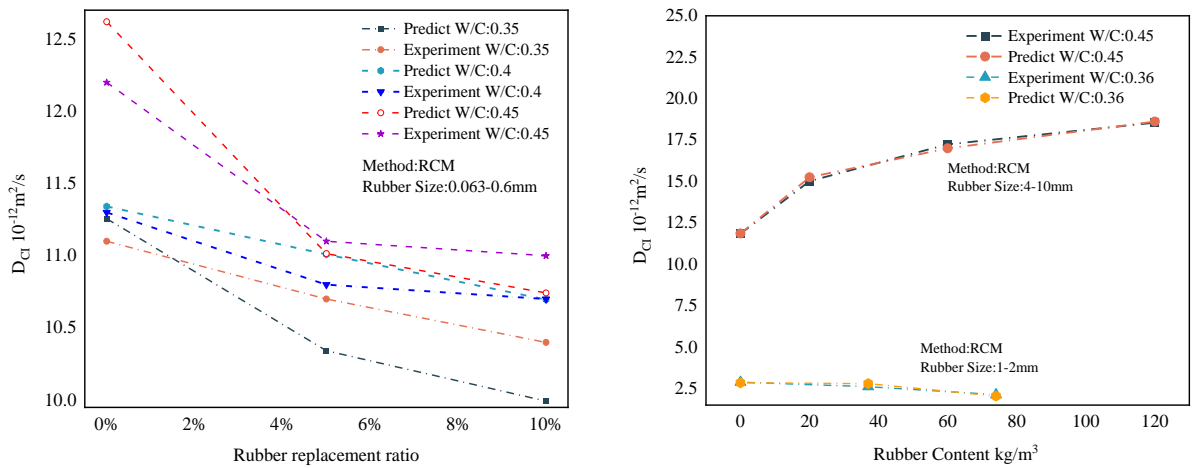 12.5
12.0
11.5
11.0
10.5
10.0
D_CI 10^-12 m^2/s
0% 2% 4% 6% 8% 10%
Rubber replacement ratio
Predict W/C:0.35
Experiment W/C:0.35
Predict W/C:0.4
Experiment W/C:0.4
Predict W/C:0.45
Experiment W/C:0.45
Method:RCM
Rubber Size:0.063-0.6mm
25.0
22.5
20.0
17.5
15.0
12.5
10.0
7.5
5.0
2.5
D_CI 10^-12 m^2/s
0 20 40 60 80 100 120
Rubber Content kg/m^3
Experiment W/C:0.45
Predict W/C:0.45
Experiment W/C:0.36
Predict W/C:0.36
Method:RCM
Rubber Size:4-10mm
Method:RCM
Rubber Size:1-2mm